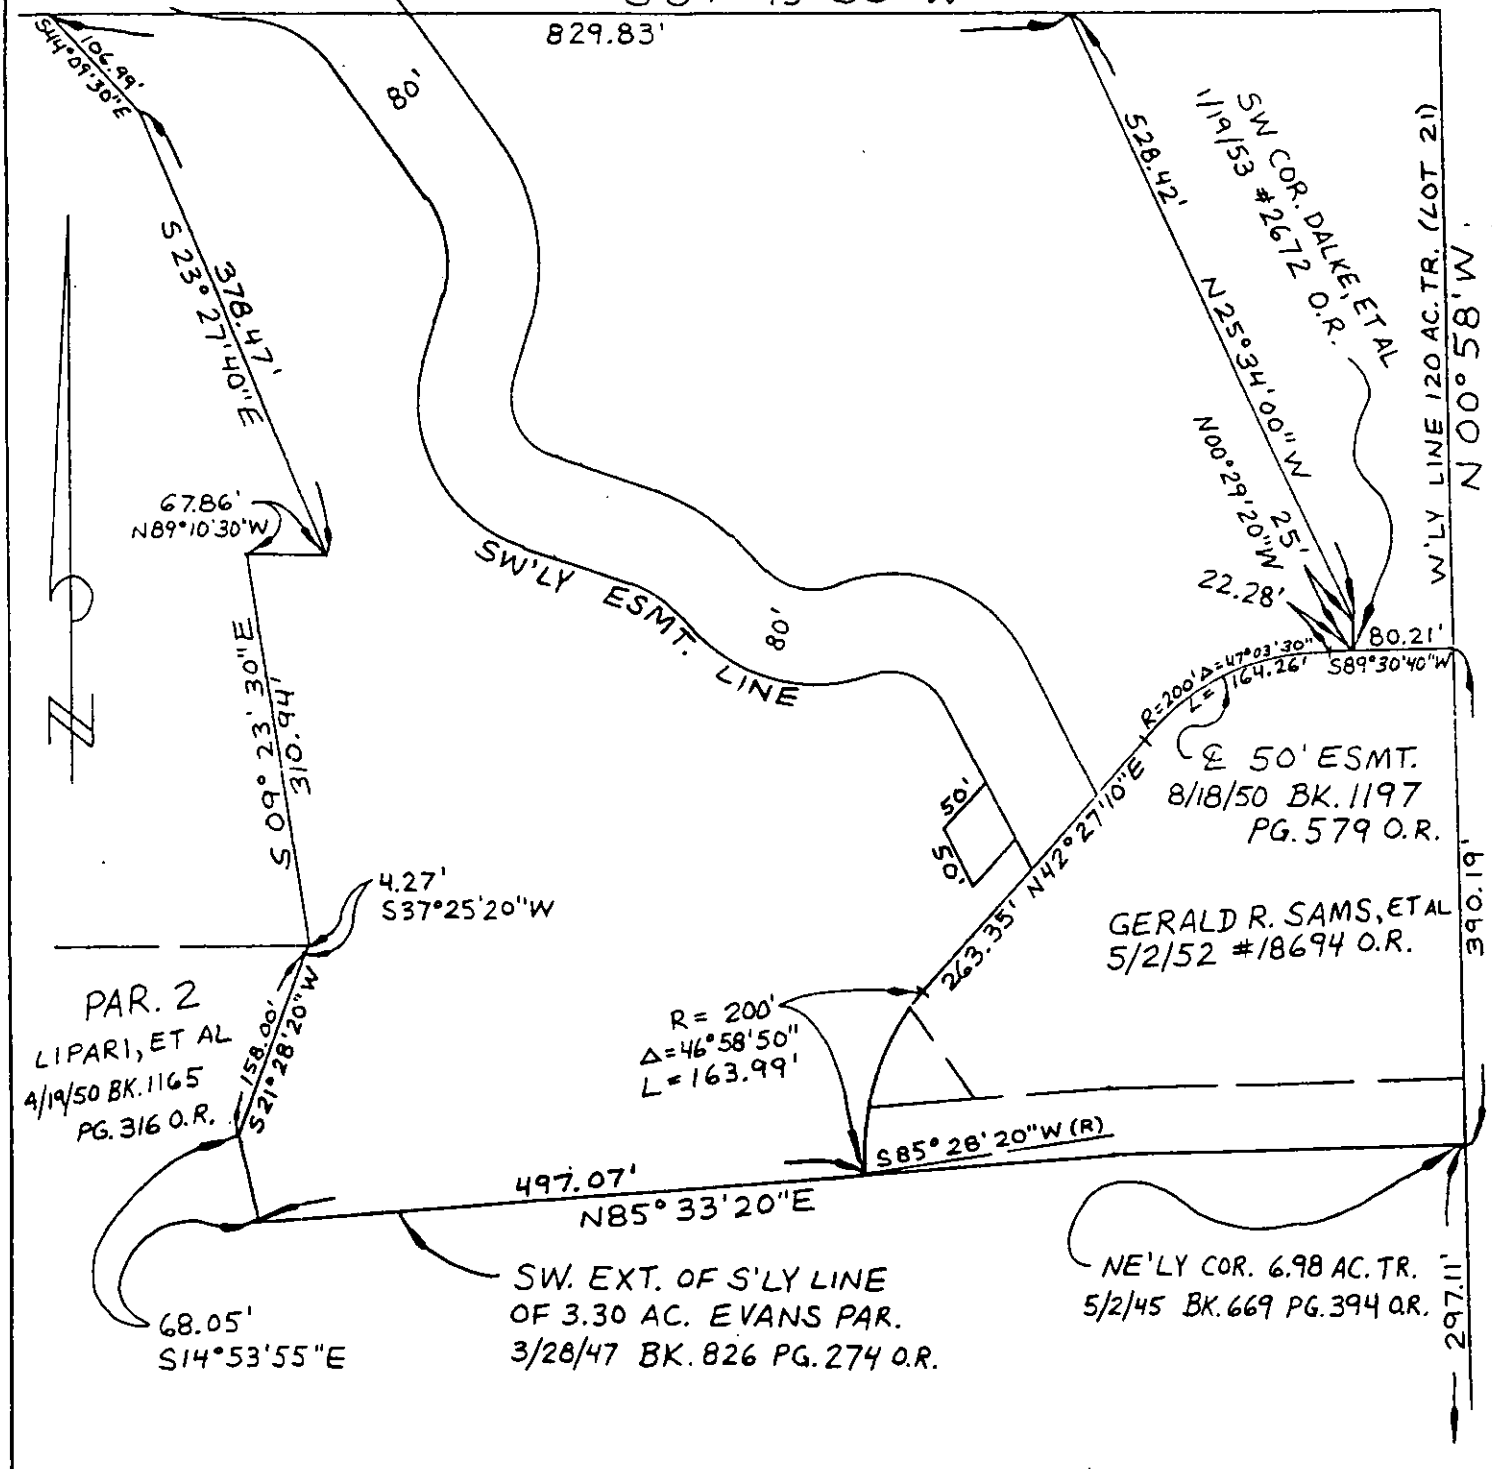 829.83'
106.99'
S44°09'30"E
80'
528.42'
N25°34'00"W
SW COR. DALKE, ET AL
1/19/53 #2672 O.R.
W'LY LINE 120 AC. TR. (LOT 21)
N 00° 58' W.
378.47'
S 23° 27' 40" E
67.86'
N89°10'30"W
25'
N00°29'20"W
22.28'
80.21'
S89°30'40"W
SW'LY ESMT. LINE
80'
R=200' Δ=47°03'30"
L= 164.26'
S 09° 23' 30" E
310.94'
N
50'
50'
N42°27'10"E
263.35'
℄ 50' ESMT.
8/18/50 BK. 1197
PG. 579 O.R.
4.27'
S37°25'20"W
GERALD R. SAMS, ET AL
5/2/52 #18694 O.R.
390.19'
PAR. 2
LIPARI, ET AL
4/19/50 BK. 1165
PG. 316 O.R.
158.00'
S21°28'20"W
R = 200'
Δ=46°58'50"
L = 163.99'
S85°28'20"W (R)
497.07'
N85°33'20"E
SW. EXT. OF S'LY LINE
OF 3.30 AC. EVANS PAR.
3/28/47 BK. 826 PG. 274 O.R.
NE'LY COR. 6.98 AC. TR.
5/2/45 BK. 669 PG. 394 O.R.
297.11'
68.05'
S14°53'55"E